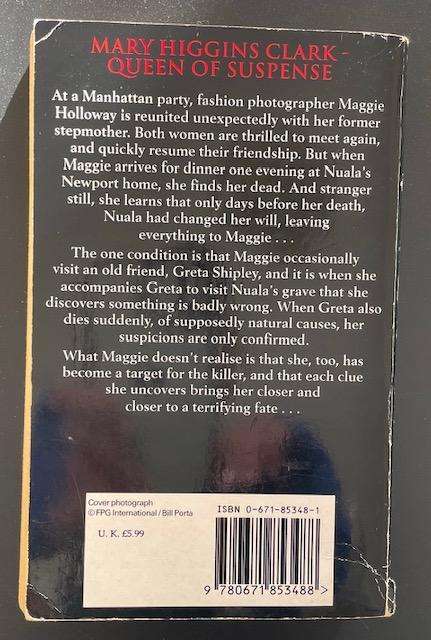 MARY HIGGINS CLARK -
QUEEN OF SUSPENSE
At a Manhattan party, fashion photographer Maggie
Holloway is reunited unexpectedly with her former
stepmother. Both women are thrilled to meet again,
and quickly resume their friendship. But when
Maggie arrives for dinner one evening at Nuala's
Newport home, she finds her dead. And stranger
still, she learns that only days before her death,
Nuala had changed her will, leaving
everything to Maggie . . .
The one condition is that Maggie occasionally
visit an old friend, Greta Shipley, and it is when she
accompanies Greta to visit Nuala's grave that she
discovers something is badly wrong. When Greta also
dies suddenly, of supposedly natural causes, her
suspicions are only confirmed.
What Maggie doesn't realise is that she, too, has
become a target for the killer, and that each clue
she uncovers brings her closer and
closer to a terrifying fate . . .
Cover photograph
©FPG International / Bill Porta
U. K. £5.99
ISBN 0-671-85348-1
9 780671 853488 >